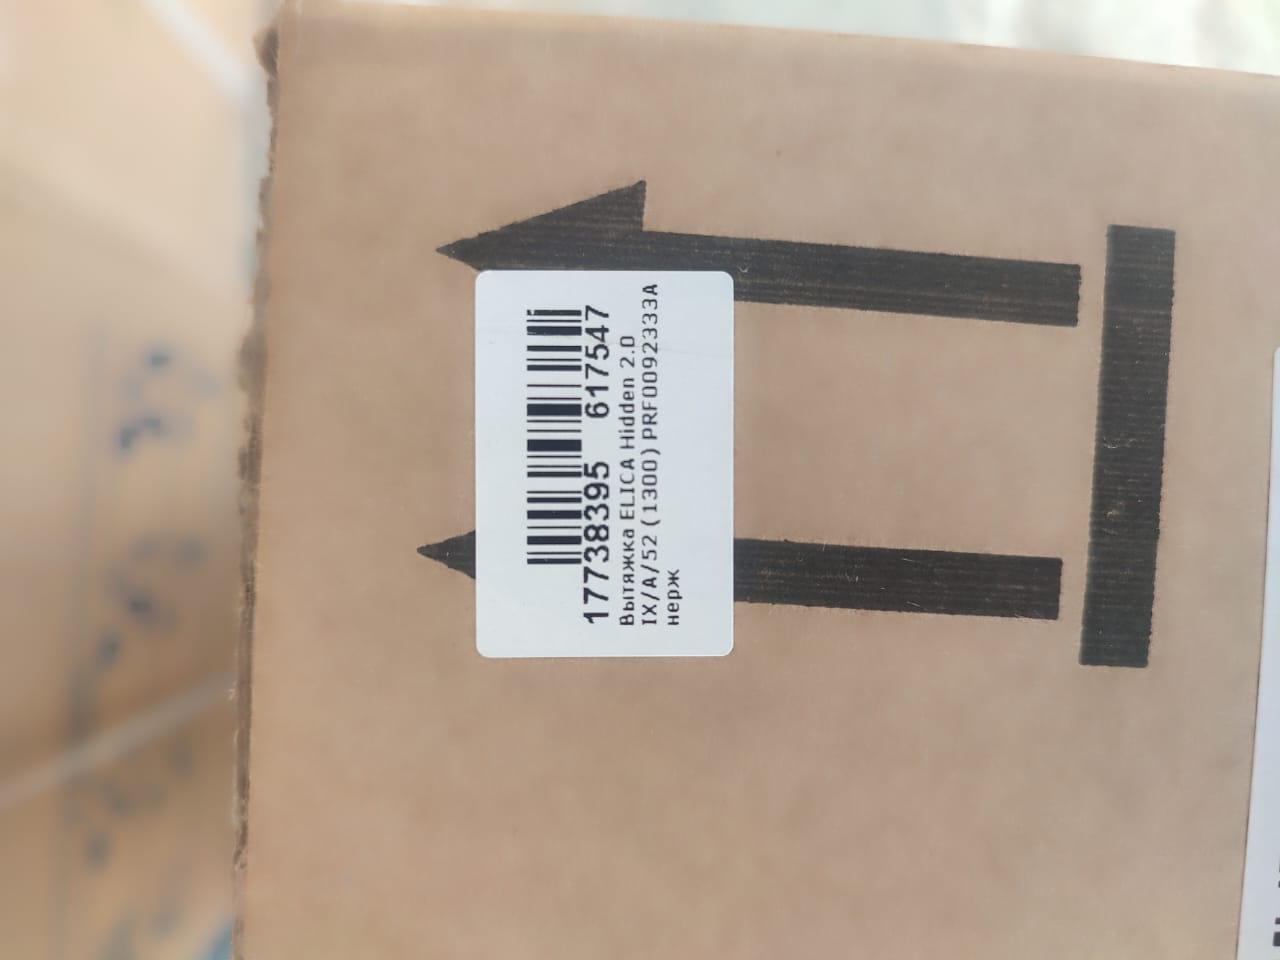 17738395 617547
Вытяжка ELICA Hidden 2.0
IX/A/52 (1300) PRF0092333A
нерж